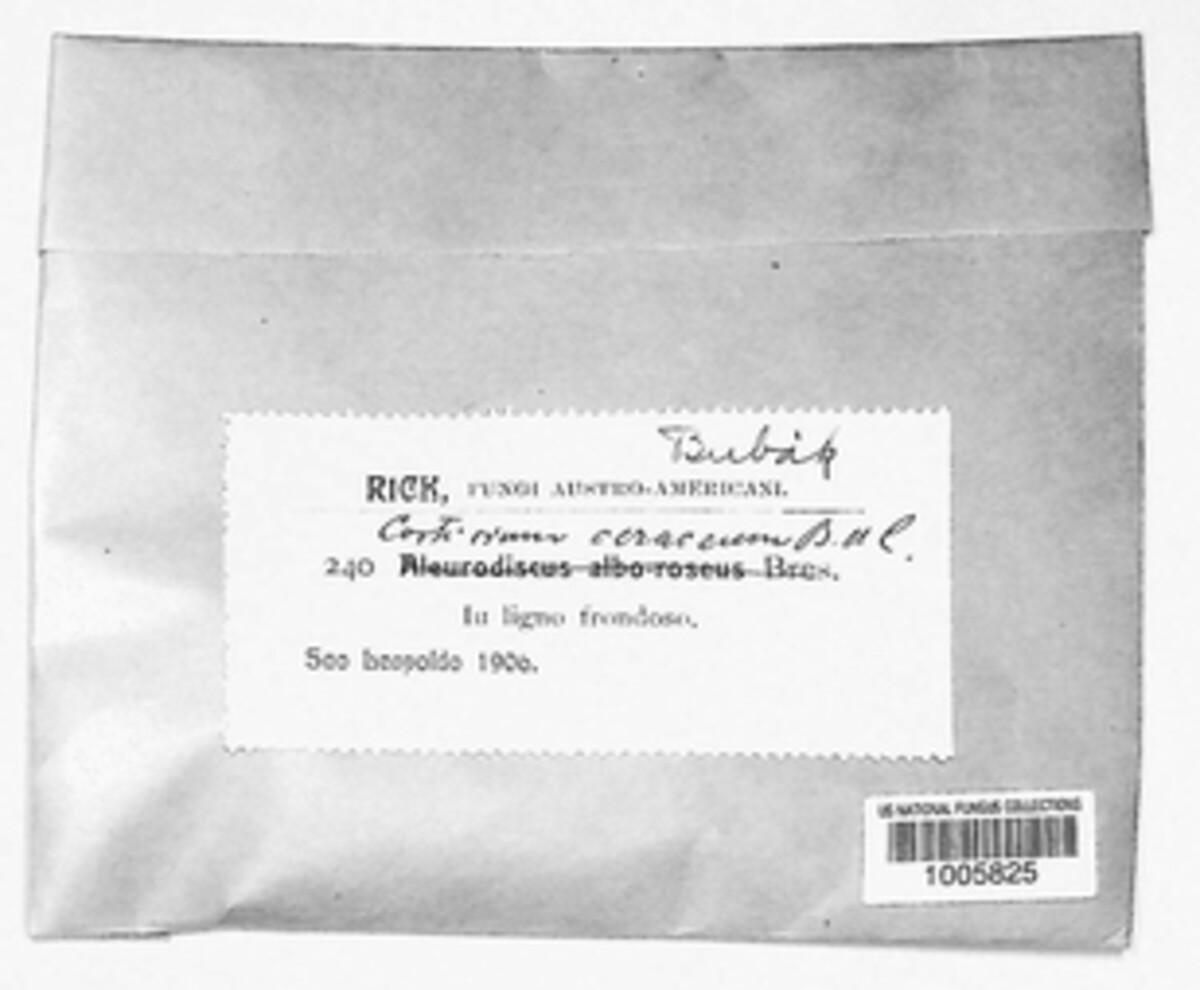 Bubák
RICK, FUNGI AUSTRO-AMERICANI.
Corticium ceraceum B. & C.
240 Aleurodiscus albo-roseus Bres.
In ligno frondoso.
Sao Leopoldo 1906.
US NATIONAL FUNGUS COLLECTIONS
1005825